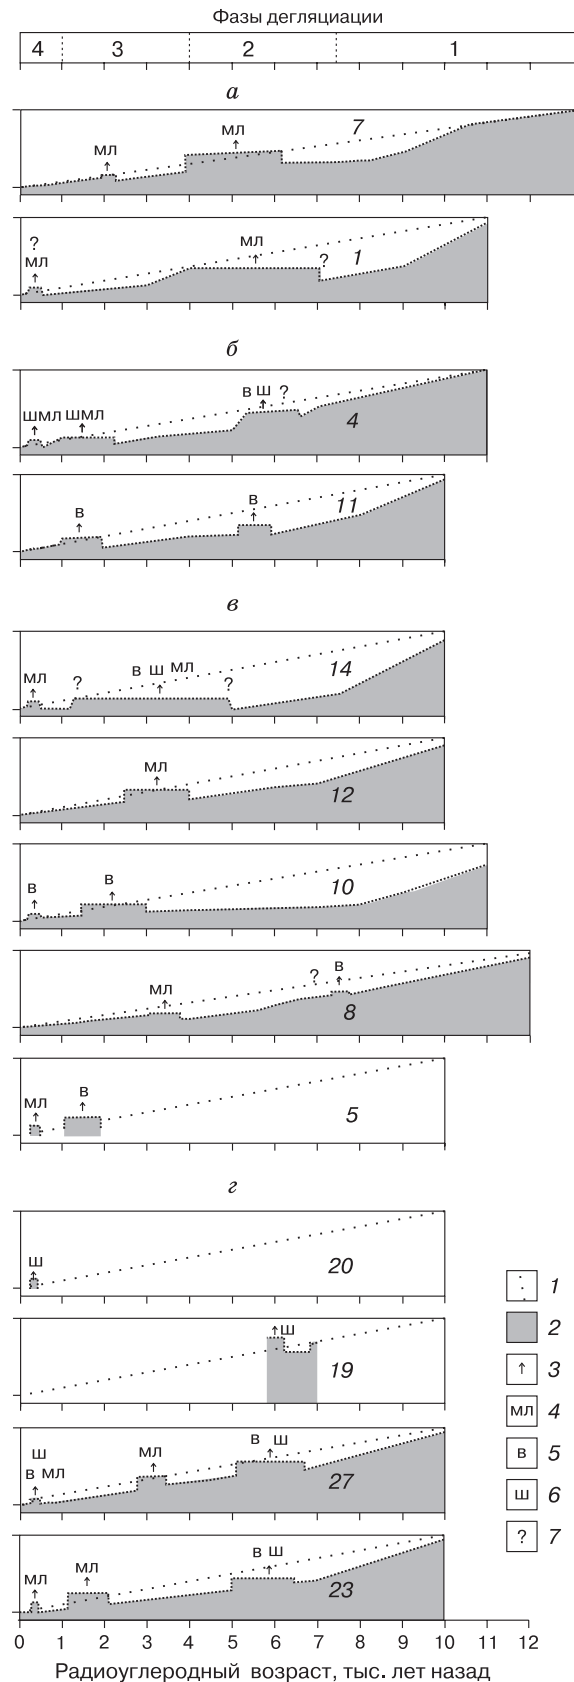 Фазы дегляциации
4 3 2 1
а
мл мл 7
?
мл мл ? 1
б
шмл шмл в ш ? 4
в в 11
в
мл ? в ш мл ? 14
мл 12
в в 10
мл ? в 8
мл в 5
г
ш 20
ш 19
ш
в мл мл в ш 27
мл мл в ш 23
1
2
3
мл 4
в 5
ш 6
? 7
0 1 2 3 4 5 6 7 8 9 10 11 12
Радиоуглеродный возраст, тыс. лет назад